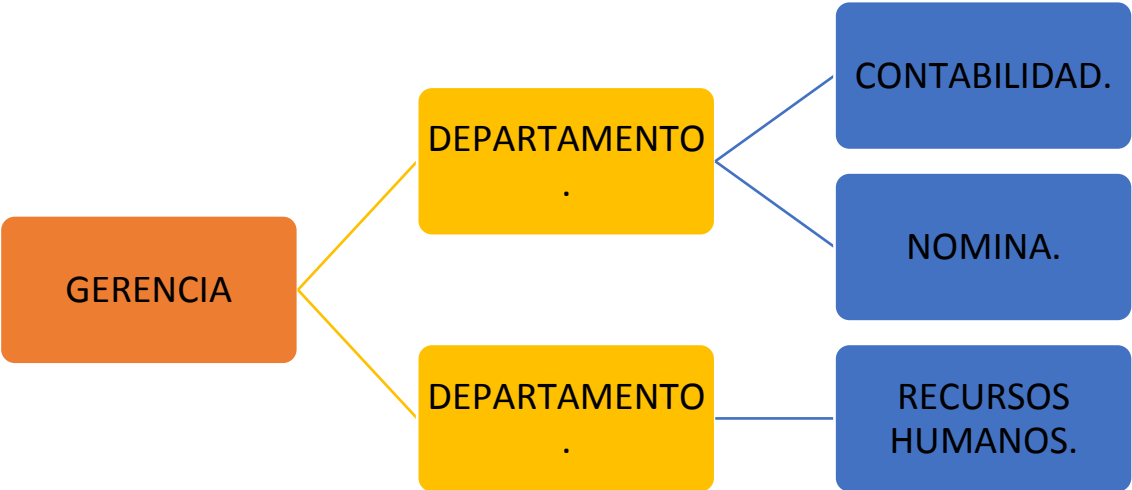 GERENCIA
DEPARTAMENTO
.
CONTABILIDAD.
NOMINA.
DEPARTAMENTO
.
RECURSOS
HUMANOS.